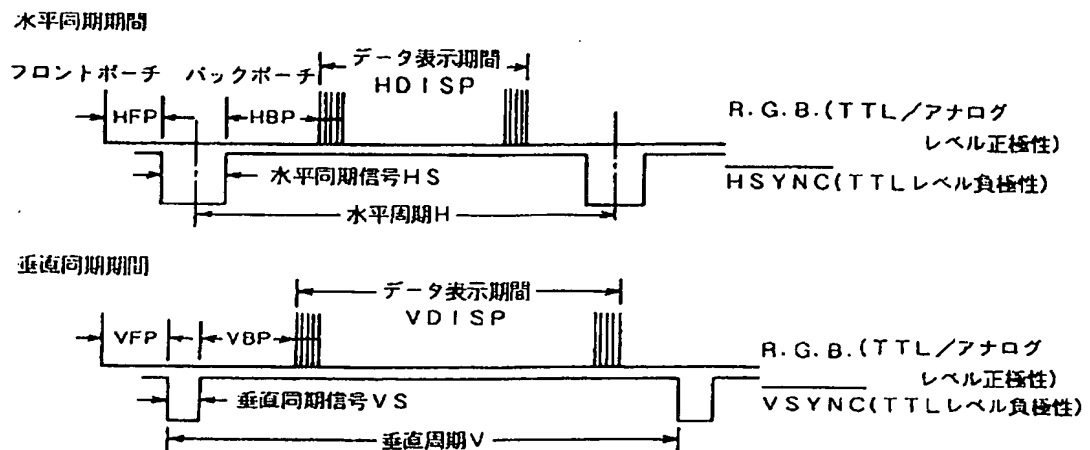 水平同期期間
フロントポーチ バックポーチ
データ表示期間
HDISP
HFP
HBP
R.G.B.(TTL/アナログ
レベル正極性)
水平同期信号HS
HSYNC(TTLレベル負極性)
水平周期H
垂直同期期間
データ表示期間
VDISP
VFP
VBP
R.G.B.(TTL/アナログ
レベル正極性)
垂直同期信号VS
VSYNC(TTLレベル負極性)
垂直周期V